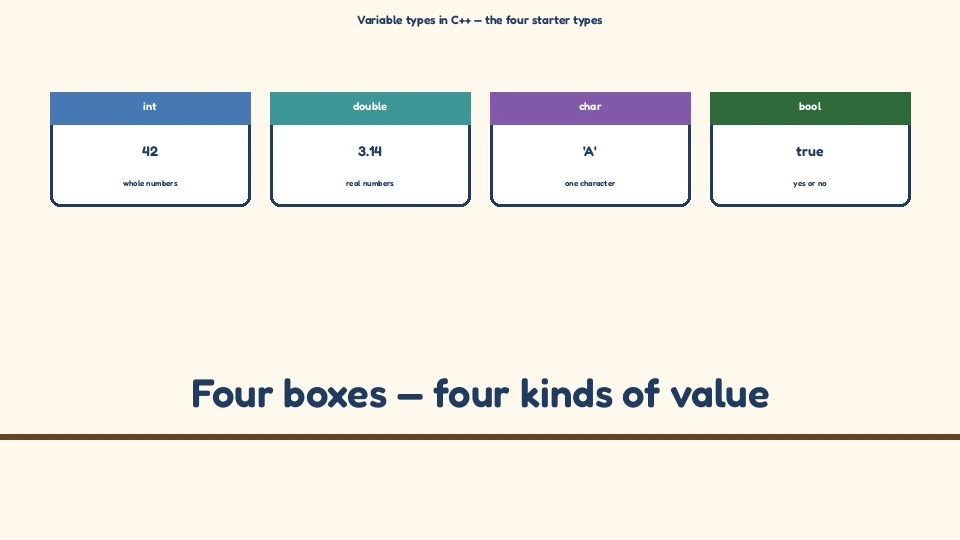 Variable types in C++ — the four starter types
int
42
whole numbers
double
3.14
real numbers
char
'A'
one character
bool
true
yes or no
Four boxes — four kinds of value